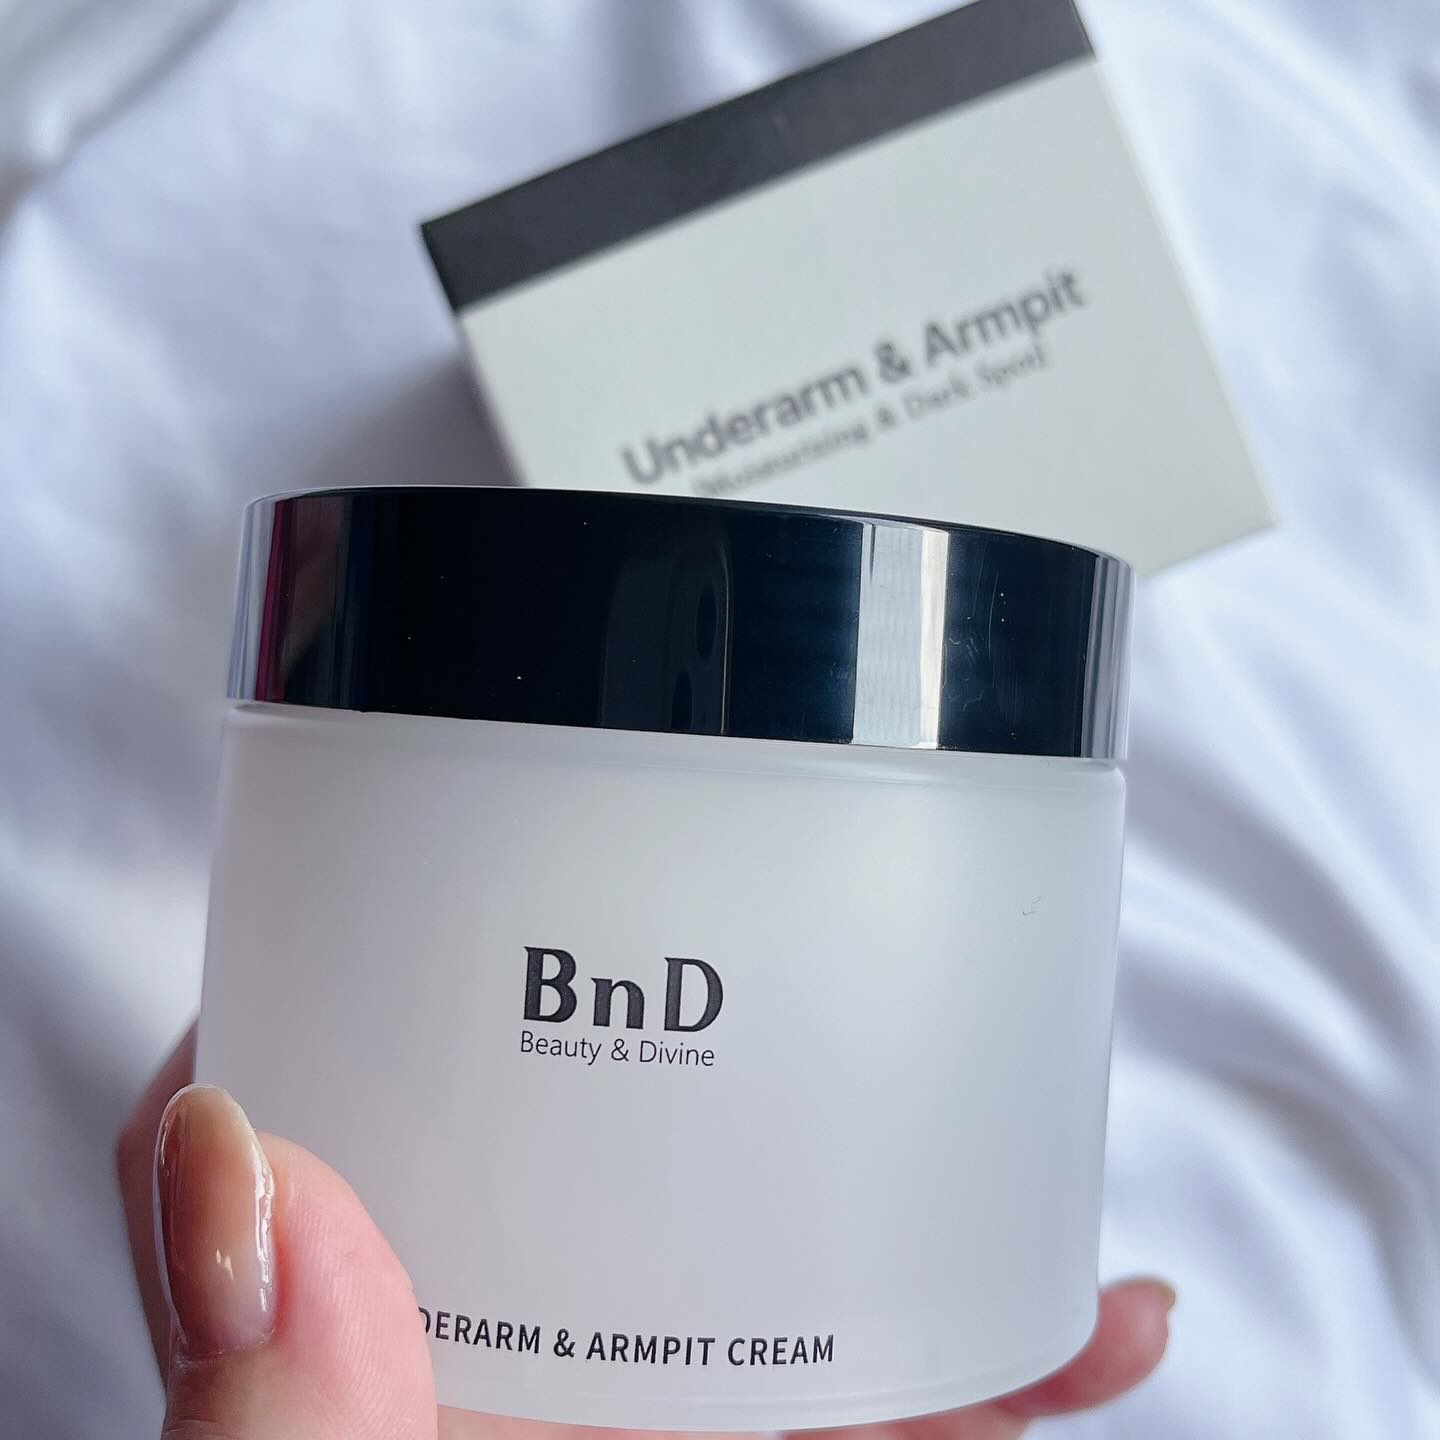 Underarm & Armpit
Moisturizing & Dark Spot
BnD
Beauty & Divine
DERARM & ARMPIT CREAM